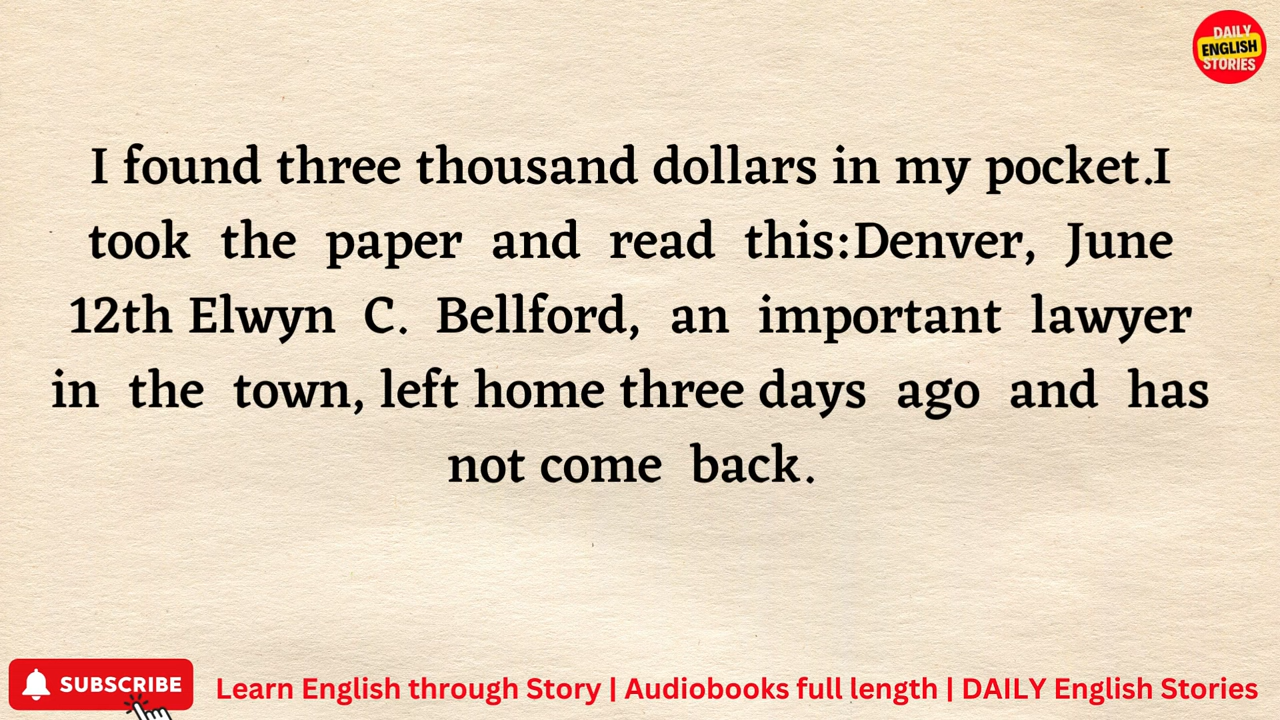 DAILY
ENGLISH
STORIES
I found three thousand dollars in my pocket.I
took the paper and read this:Denver, June
12th Elwyn C. Bellford, an important lawyer
in the town, left home three days ago and has
not come back.
SUBSCRIBE
Learn English through Story | Audiobooks full length | DAILY English Stories